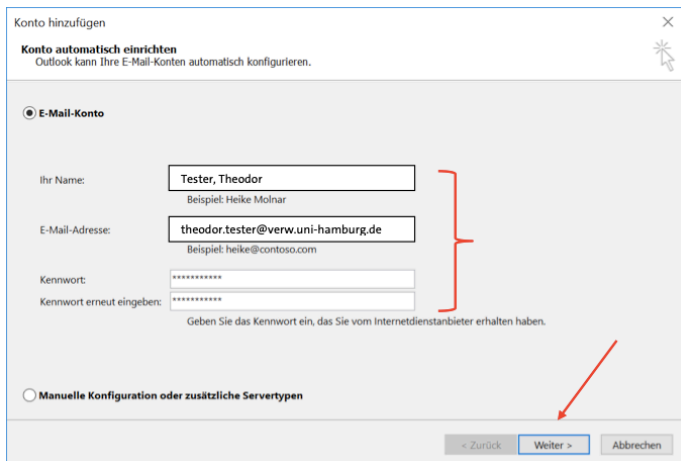 Konto hinzufügen
Konto automatisch einrichten
Outlook kann Ihre E-Mail-Konten automatisch konfigurieren.
E-Mail-Konto
Ihr Name: Tester, Theodor
Beispiel: Heike Molnar
E-Mail-Adresse: theodor.tester@verw.uni-hamburg.de
Beispiel: heike@contoso.com
Kennwort: ***********
Kennwort erneut eingeben: ***********
Geben Sie das Kennwort ein, das Sie vom Internetdienstanbieter erhalten haben.
Manuelle Konfiguration oder zusätzliche Servertypen
< Zurück Weiter > Abbrechen